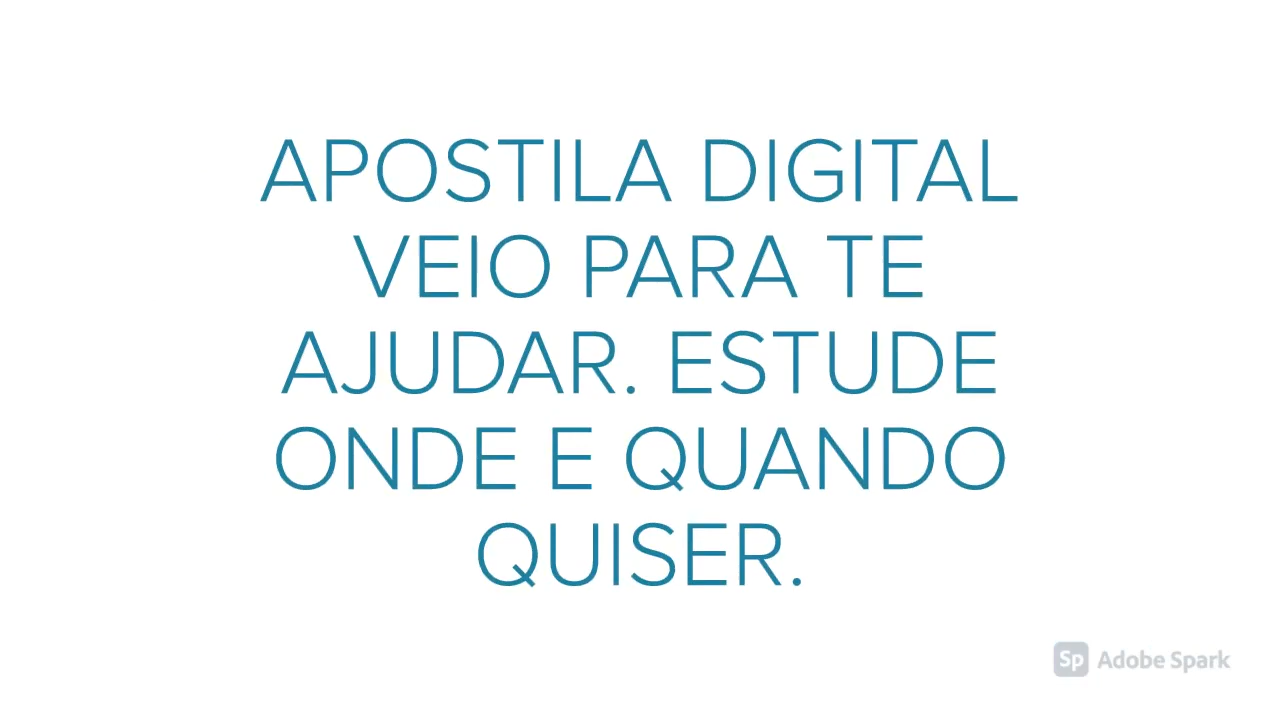 APOSTILA DIGITAL
VEIO PARA TE
AJUDAR. ESTUDE
ONDE E QUANDO
QUISER.
Sp Adobe Spark